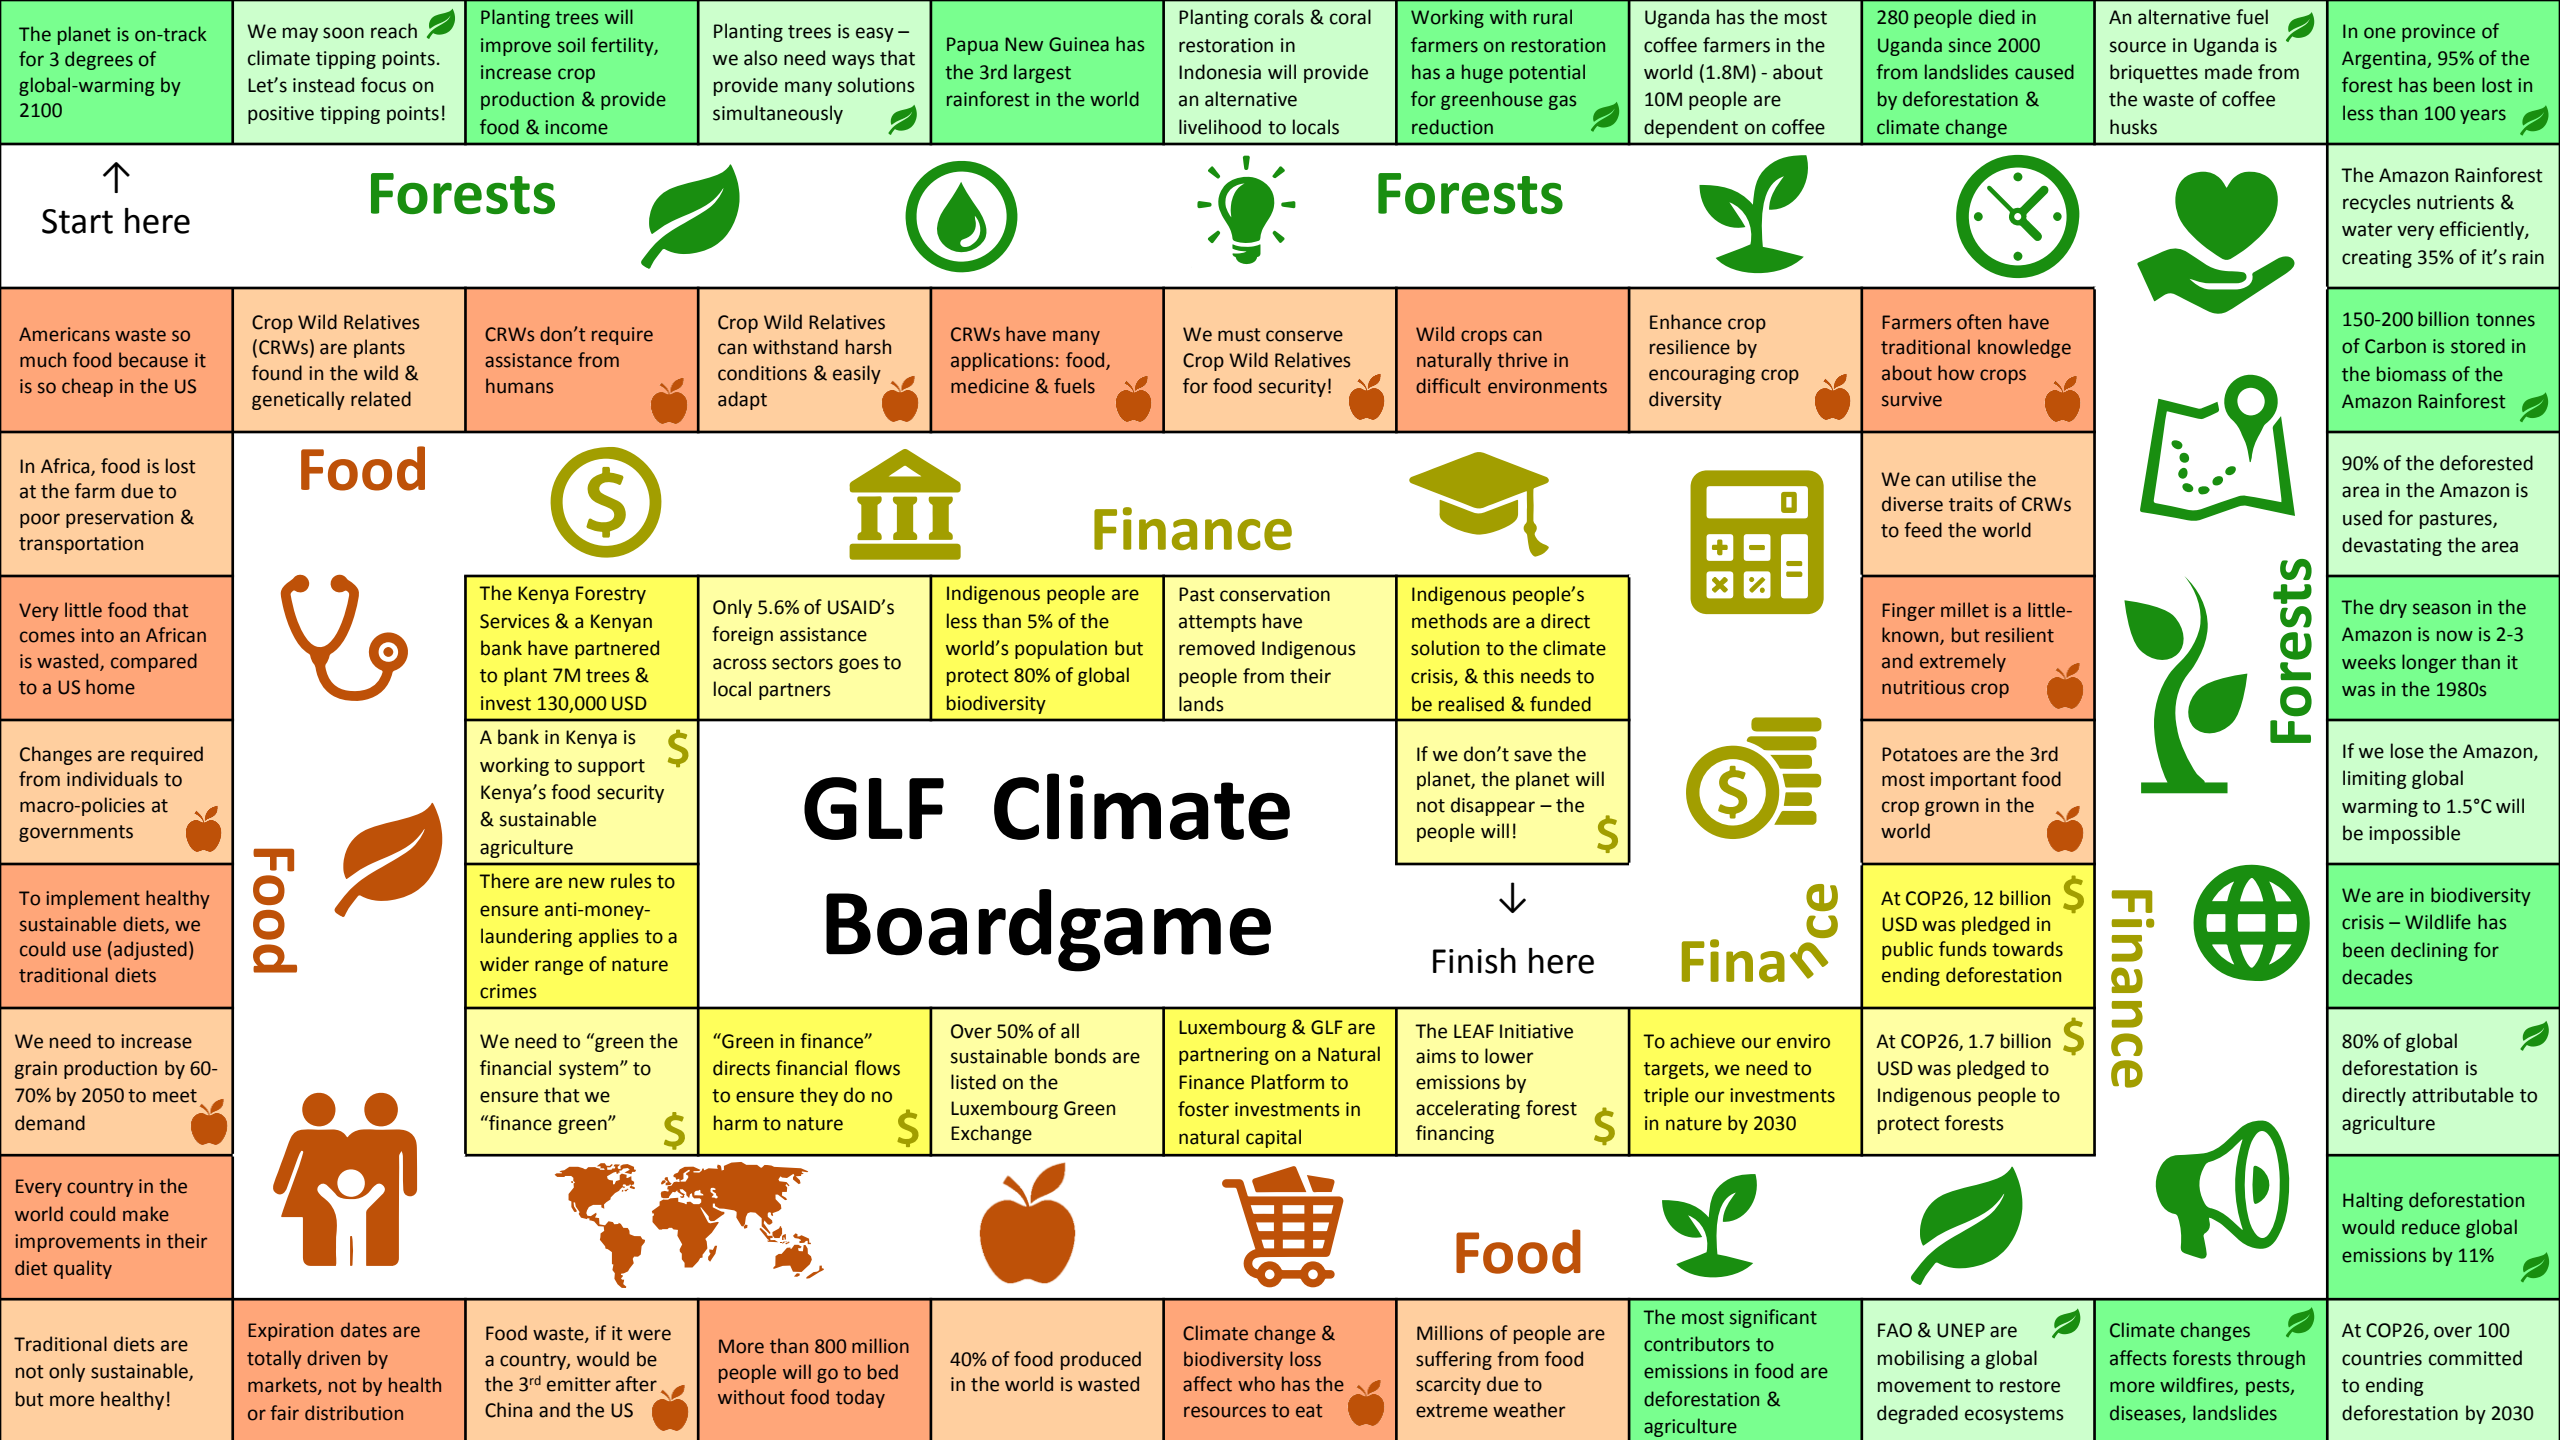 The planet is on-track
for 3 degrees of
global-warming by
2100
We may soon reach
climate tipping points.
Let's instead focus on
positive tipping points!
Planting trees will
improve soil fertility,
increase crop
production & provide
food & income
Planting trees is easy –
we also need ways that
provide many solutions
simultaneously
Papua New Guinea has
the 3rd largest
rainforest in the world
Planting corals & coral
restoration in
Indonesia will provide
an alternative
livelihood to locals
Working with rural
farmers on restoration
has a huge potential
for greenhouse gas
reduction
Uganda has the most
coffee farmers in the
world (1.8M) - about
10M people are
dependent on coffee
280 people died in
Uganda since 2000
from landslides caused
by deforestation &
climate change
An alternative fuel
source in Uganda is
briquettes made from
the waste of coffee
husks
In one province of
Argentina, 95% of the
forest has been lost in
less than 100 years
↑
Start here
Forests
Forests
The Amazon Rainforest
recycles nutrients &
water very efficiently,
creating 35% of it's rain
Americans waste so
much food because it
is so cheap in the US
Crop Wild Relatives
(CRWs) are plants
found in the wild &
genetically related
CRWs don't require
assistance from
humans
Crop Wild Relatives
can withstand harsh
conditions & easily
adapt
CRWs have many
applications: food,
medicine & fuels
We must conserve
Crop Wild Relatives
for food security!
Wild crops can
naturally thrive in
difficult environments
Enhance crop
resilience by
encouraging crop
diversity
Farmers often have
traditional knowledge
about how crops
survive
150-200 billion tonnes
of Carbon is stored in
the biomass of the
Amazon Rainforest
In Africa, food is lost
at the farm due to
poor preservation &
transportation
Food
$
Finance
0
We can utilise the
diverse traits of CRWs
to feed the world
90% of the deforested
area in the Amazon is
used for pastures,
devastating the area
Very little food that
comes into an African
is wasted, compared
to a US home
The Kenya Forestry
Services & a Kenyan
bank have partnered
to plant 7M trees &
invest 130,000 USD
Only 5.6% of USAID's
foreign assistance
across sectors goes to
local partners
Indigenous people are
less than 5% of the
world's population but
protect 80% of global
biodiversity
Past conservation
attempts have
removed Indigenous
people from their
lands
Indigenous people's
methods are a direct
solution to the climate
crisis, & this needs to
be realised & funded
Finger millet is a little-
known, but resilient
and extremely
nutritious crop
Forests
The dry season in the
Amazon is now is 2-3
weeks longer than it
was in the 1980s
Changes are required
from individuals to
macro-policies at
governments
A bank in Kenya is
working to support
Kenya's food security
& sustainable
agriculture
$
GLF Climate
Boardgame
If we don't save the
planet, the planet will
not disappear – the
people will!
$
$
Potatoes are the 3rd
most important food
crop grown in the
world
If we lose the Amazon,
limiting global
warming to 1.5°C will
be impossible
To implement healthy
sustainable diets, we
could use (adjusted)
traditional diets
Food
There are new rules to
ensure anti-money-
laundering applies to a
wider range of nature
crimes
↓
Finish here
Finance
At COP26, 12 billion
USD was pledged in
public funds towards
ending deforestation
$
Finance
We are in biodiversity
crisis – Wildlife has
been declining for
decades
We need to increase
grain production by 60-
70% by 2050 to meet
demand
We need to “green the
financial system” to
ensure that we
“finance green”
$
“Green in finance”
directs financial flows
to ensure they do no
harm to nature
$
Over 50% of all
sustainable bonds are
listed on the
Luxembourg Green
Exchange
Luxembourg & GLF are
partnering on a Natural
Finance Platform to
foster investments in
natural capital
The LEAF Initiative
aims to lower
emissions by
accelerating forest
financing
$
To achieve our enviro
targets, we need to
triple our investments
in nature by 2030
At COP26, 1.7 billion
USD was pledged to
Indigenous people to
protect forests
$
80% of global
deforestation is
directly attributable to
agriculture
Every country in the
world could make
improvements in their
diet quality
Food
Halting deforestation
would reduce global
emissions by 11%
Traditional diets are
not only sustainable,
but more healthy!
Expiration dates are
totally driven by
markets, not by health
or fair distribution
Food waste, if it were
a country, would be
the 3rd emitter after
China and the US
More than 800 million
people will go to bed
without food today
40% of food produced
in the world is wasted
Climate change &
biodiversity loss
affect who has the
resources to eat
Millions of people are
suffering from food
scarcity due to
extreme weather
The most significant
contributors to
emissions in food are
deforestation &
agriculture
FAO & UNEP are
mobilising a global
movement to restore
degraded ecosystems
Climate changes
affects forests through
more wildfires, pests,
diseases, landslides
At COP26, over 100
countries committed
to ending
deforestation by 2030